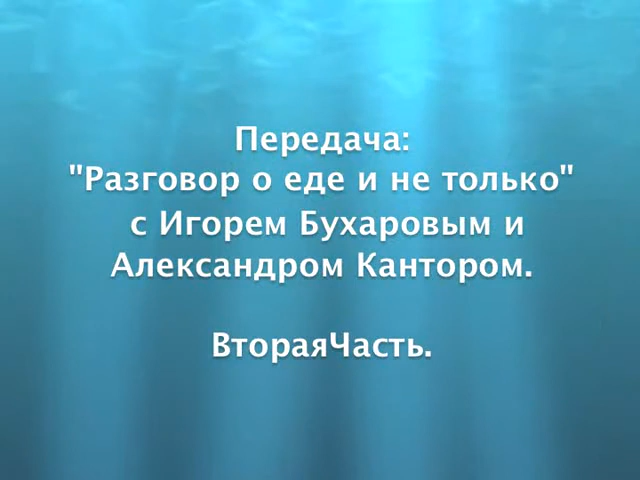 Передача:
"Разговор о еде и не только"
с Игорем Бухаровым и
Александром Кантором.
ВтораяЧасть.